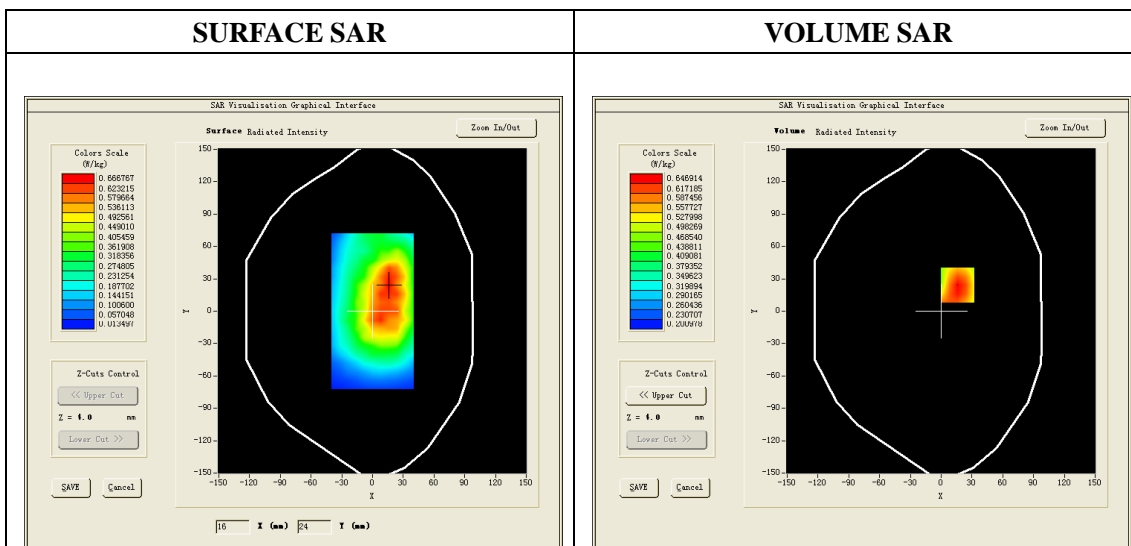 SURFACE SAR
VOLUME SAR
SAR Visualisation Graphical Interface
Surface Radiated Intensity
Zoom In/Out
Colors Scale
(W/kg)
0.666767
0.623215
0.579664
0.536113
0.492561
0.449010
0.405459
0.361908
0.318356
0.274805
0.231254
0.187702
0.144151
0.100600
0.057048
0.013497
150
120
90
60
30
0
-30
-60
-90
-120
-150
Y
-150 -120 -90 -60 -30 0 30 60 90 120 150
X
Z-Cuts Control
<< Upper Cut
Z = 4.0 mm
Lower Cut >>
SAVE Cancel
16 X (mm) 24 Y (mm)
SAR Visualisation Graphical Interface
Volume Radiated Intensity
Zoom In/Out
Colors Scale
(W/kg)
0.646914
0.617185
0.587456
0.557727
0.527998
0.498269
0.468540
0.438811
0.409081
0.379352
0.349623
0.319894
0.290165
0.260436
0.230707
0.200978
150
120
90
60
30
0
-30
-60
-90
-120
-150
Y
-150 -120 -90 -60 -30 0 30 60 90 120 150
X
Z-Cuts Control
<< Upper Cut
Z = 4.0 mm
Lower Cut >>
SAVE Cancel